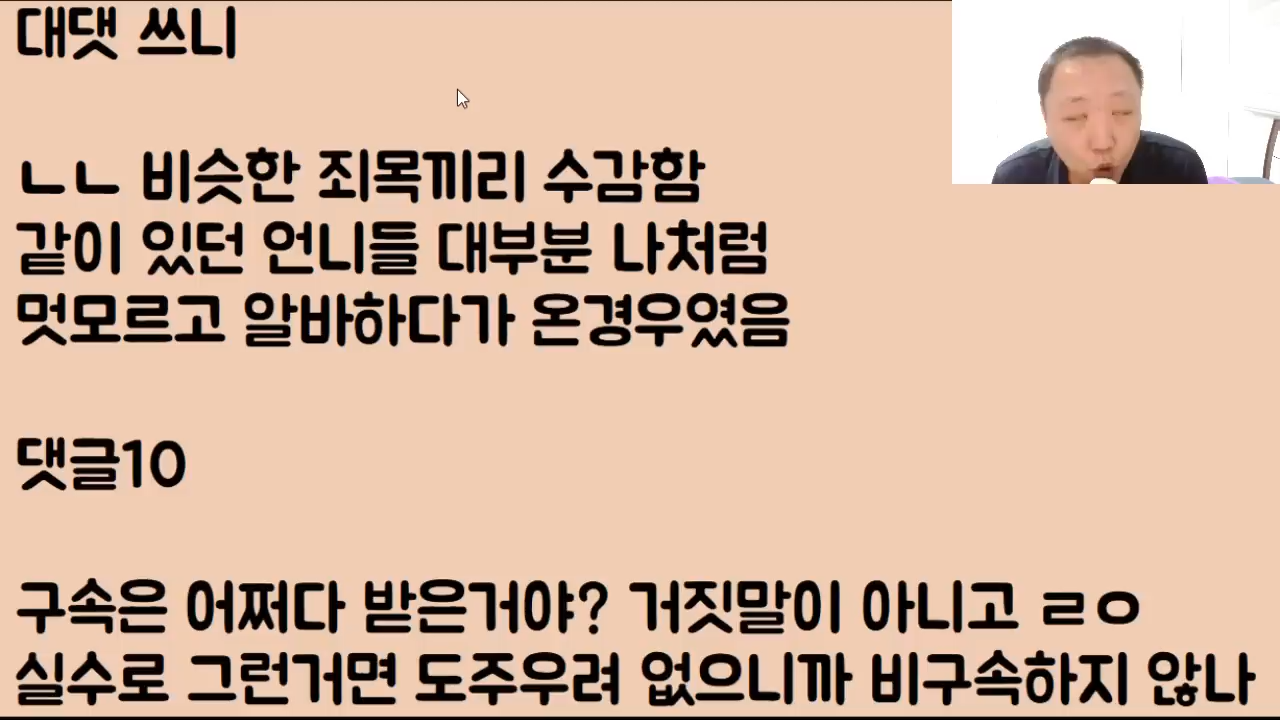 대댓 쓰니
ㄴㄴ 비슷한 죄목끼리 수감함
같이 있던 언니들 대부분 나처럼
멋모르고 알바하다가 온경우였음
댓글10
구속은 어쩌다 받은거야? 거짓말이 아니고 ㄹㅇ
실수로 그런거면 도주우려 없으니까 비구속하지 않나